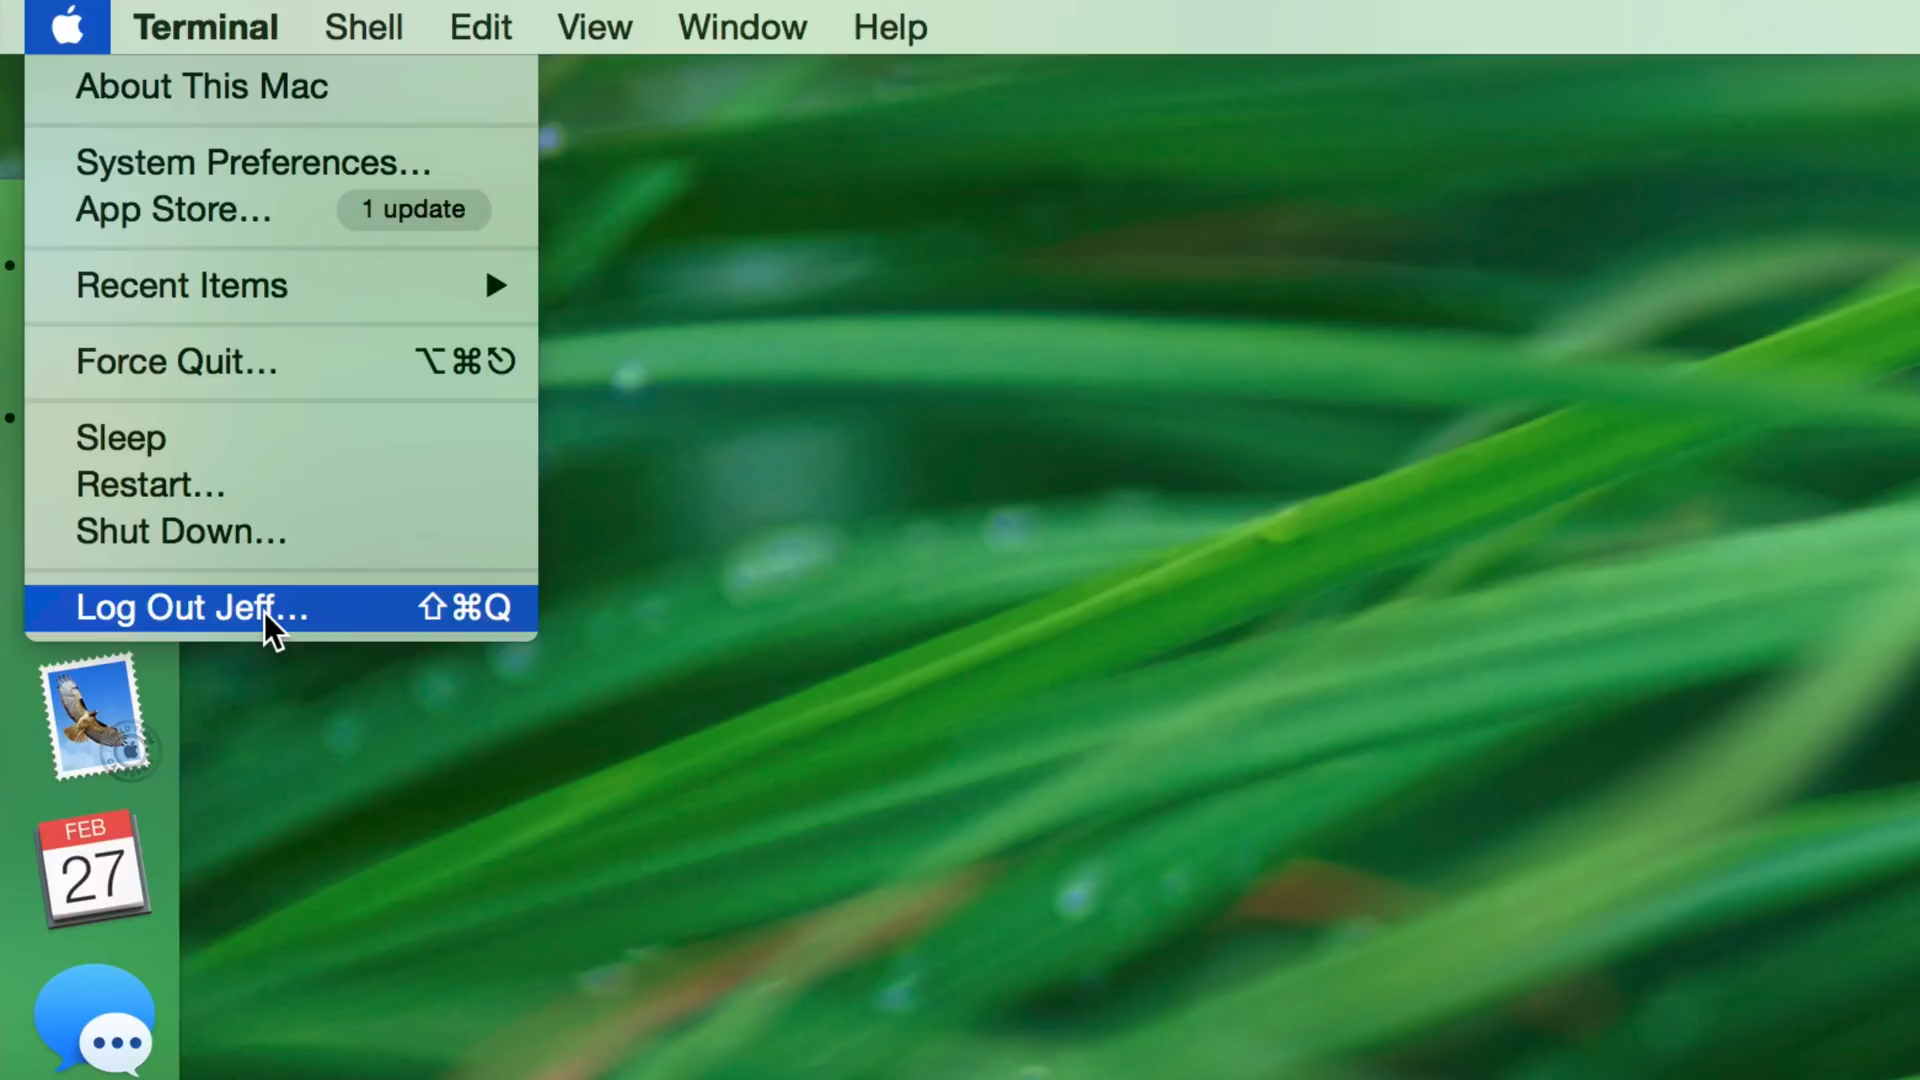 Terminal Shell Edit View Window Help
About This Mac
System Preferences...
App Store... 1 update
Recent Items ▶
Force Quit... ⌥⌘⎋
Sleep
Restart...
Shut Down...
Log Out Jeff... ⇧⌘Q
FEB
27